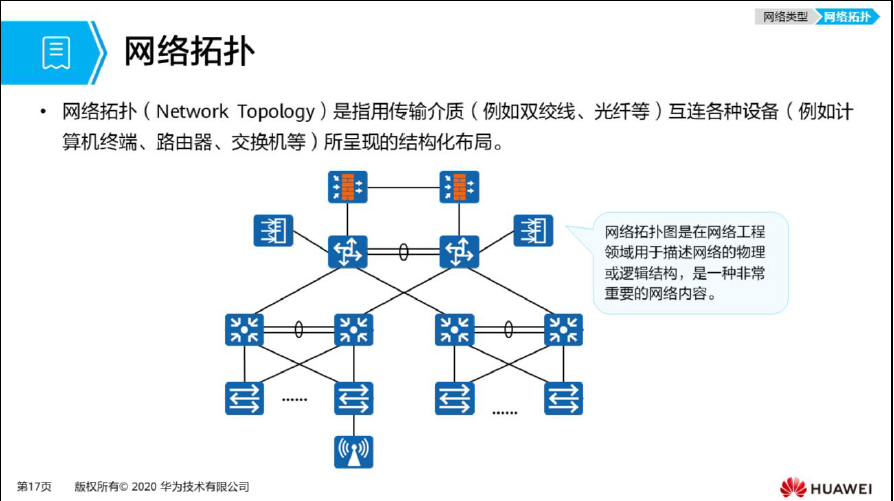 网络类型
网络拓扑
网络拓扑
• 网络拓扑（Network Topology）是指用传输介质（例如双绞线、光纤等）互连各种设备（例如计
算机终端、路由器、交换机等）所呈现的结构化布局。
网络拓扑图是在网络工程
领域用于描述网络的物理
或逻辑结构，是一种非常
重要的网络内容。
......
......
第17页 版权所有© 2020 华为技术有限公司
HUAWEI